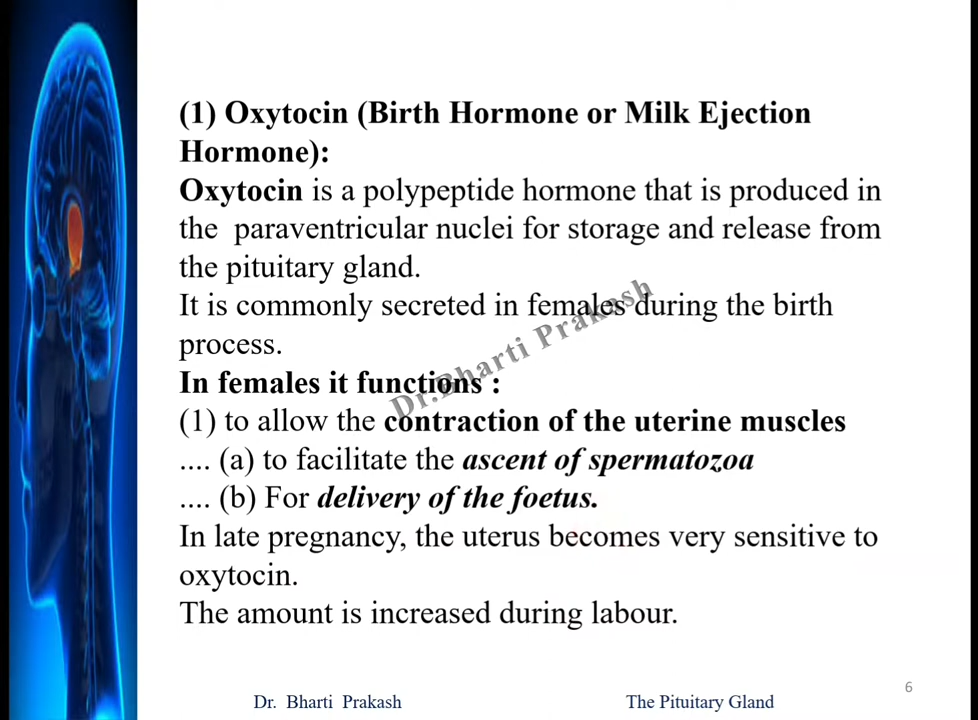 (1) Oxytocin (Birth Hormone or Milk Ejection
Hormone):
Oxytocin is a polypeptide hormone that is produced in
the paraventricular nuclei for storage and release from
the pituitary gland.
It is commonly secreted in females during the birth
process.
In females it functions :
(1) to allow the contraction of the uterine muscles
.... (a) to facilitate the ascent of spermatozoa
.... (b) For delivery of the foetus.
In late pregnancy, the uterus becomes very sensitive to
oxytocin.
The amount is increased during labour.
Dr.Bharti Prakash
Dr. Bharti Prakash
The Pituitary Gland
6